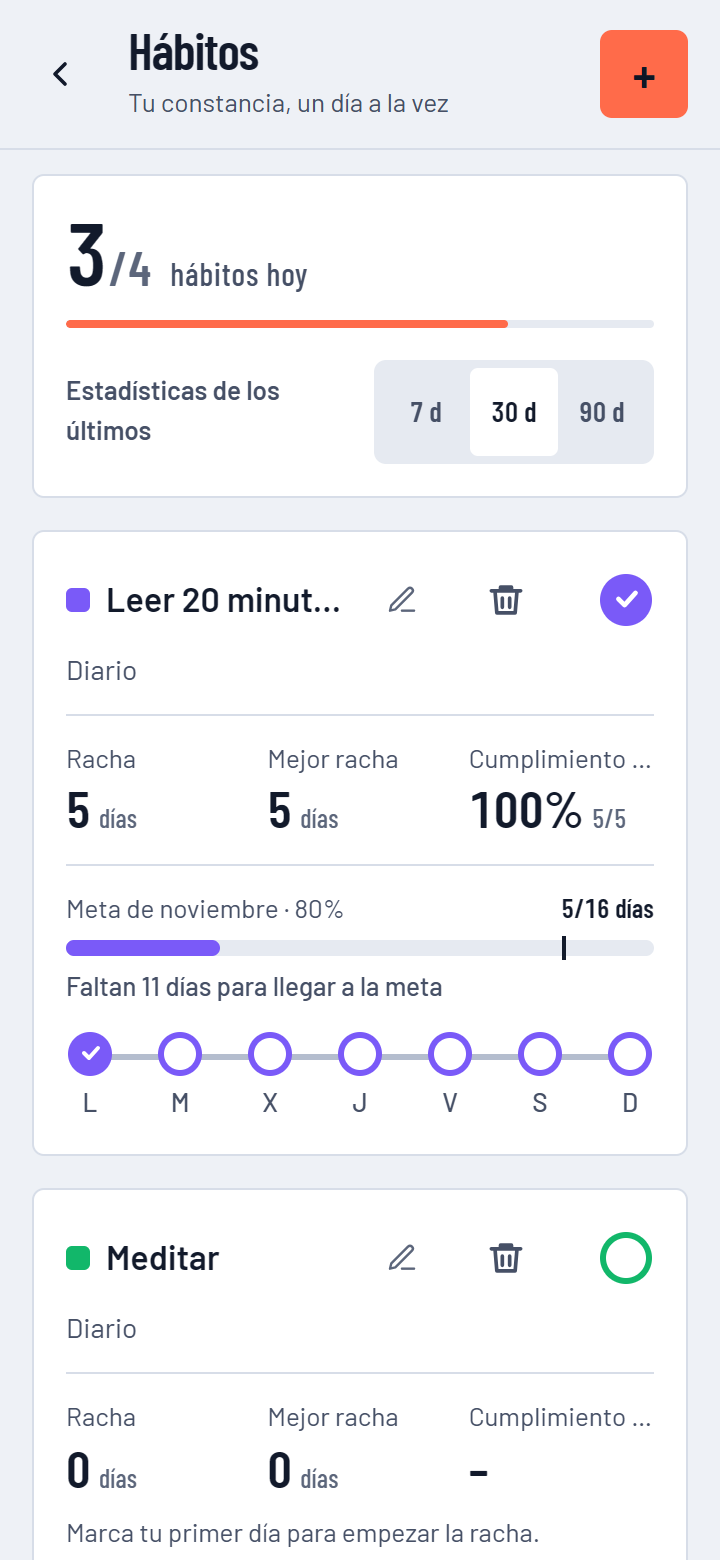 Hábitos
Tu constancia, un día a la vez
+
3/4 hábitos hoy
Estadísticas de los
últimos
7 d 30 d 90 d
Leer 20 minut...
Diario
Racha Mejor racha Cumplimiento ...
5 días 5 días 100% 5/5
Meta de noviembre · 80% 5/16 días
Faltan 11 días para llegar a la meta
L M X J V S D
Meditar
Diario
Racha Mejor racha Cumplimiento ...
0 días 0 días –
Marca tu primer día para empezar la racha.